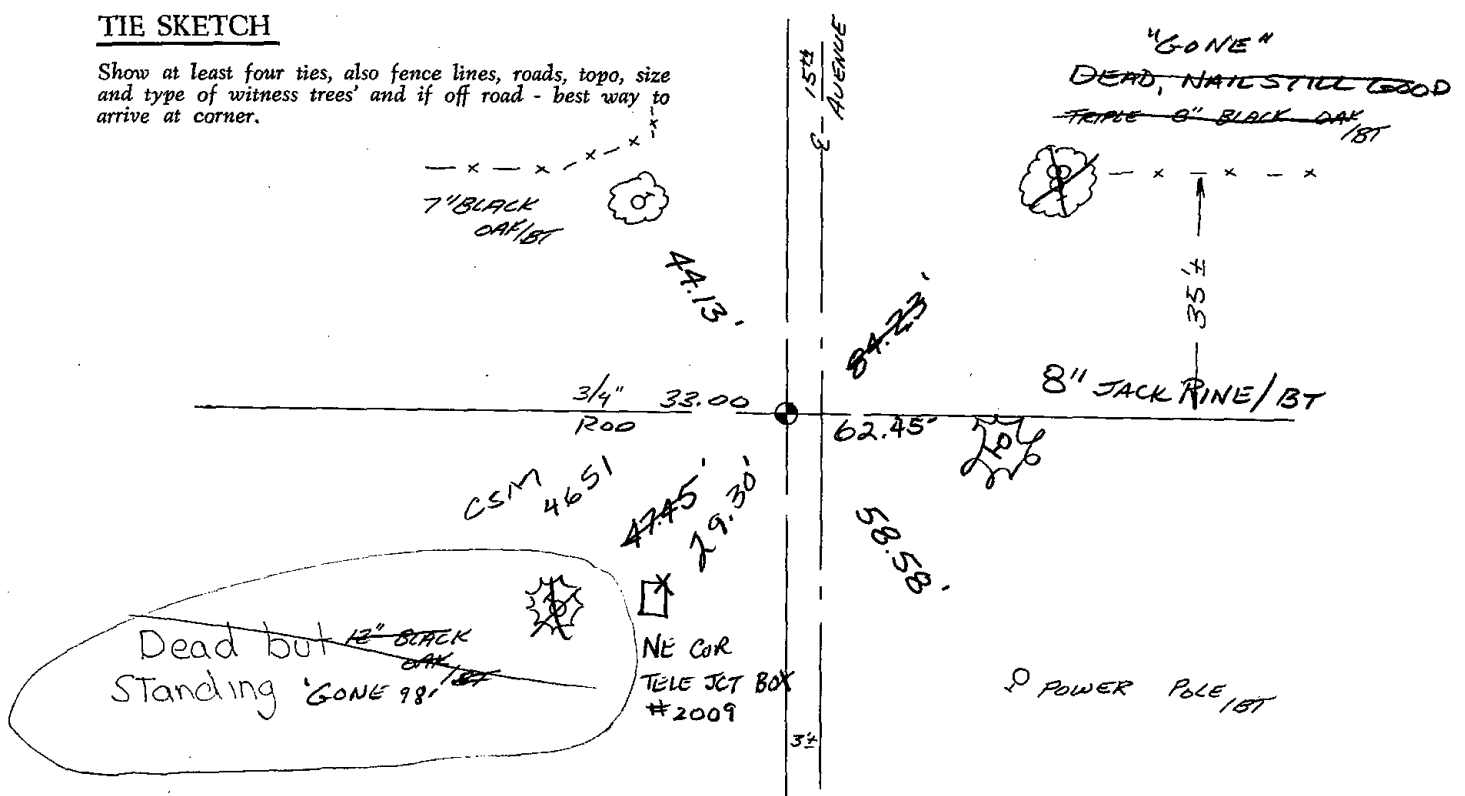 TIE SKETCH
Show at least four ties, also fence lines, roads, topo, size
and type of witness trees' and if off road - best way to
arrive at corner.
℄ 15th
AVENUE
"GONE"
DEAD, NAIL STILL GOOD
TRIPLE 8" BLACK OAK
/BT
7" BLACK
OAK/BT
44.13'
84.23'
35'±
3/4"
ROD
33.00
62.45'
8" JACK PINE/BT
CSM
4651
47.45'
29.30'
58.58'
Dead but
Standing
12" BLACK
OAK
/BT
'GONE 98'
NE COR
TELE JCT BOX
#2009
POWER POLE/BT
3'±